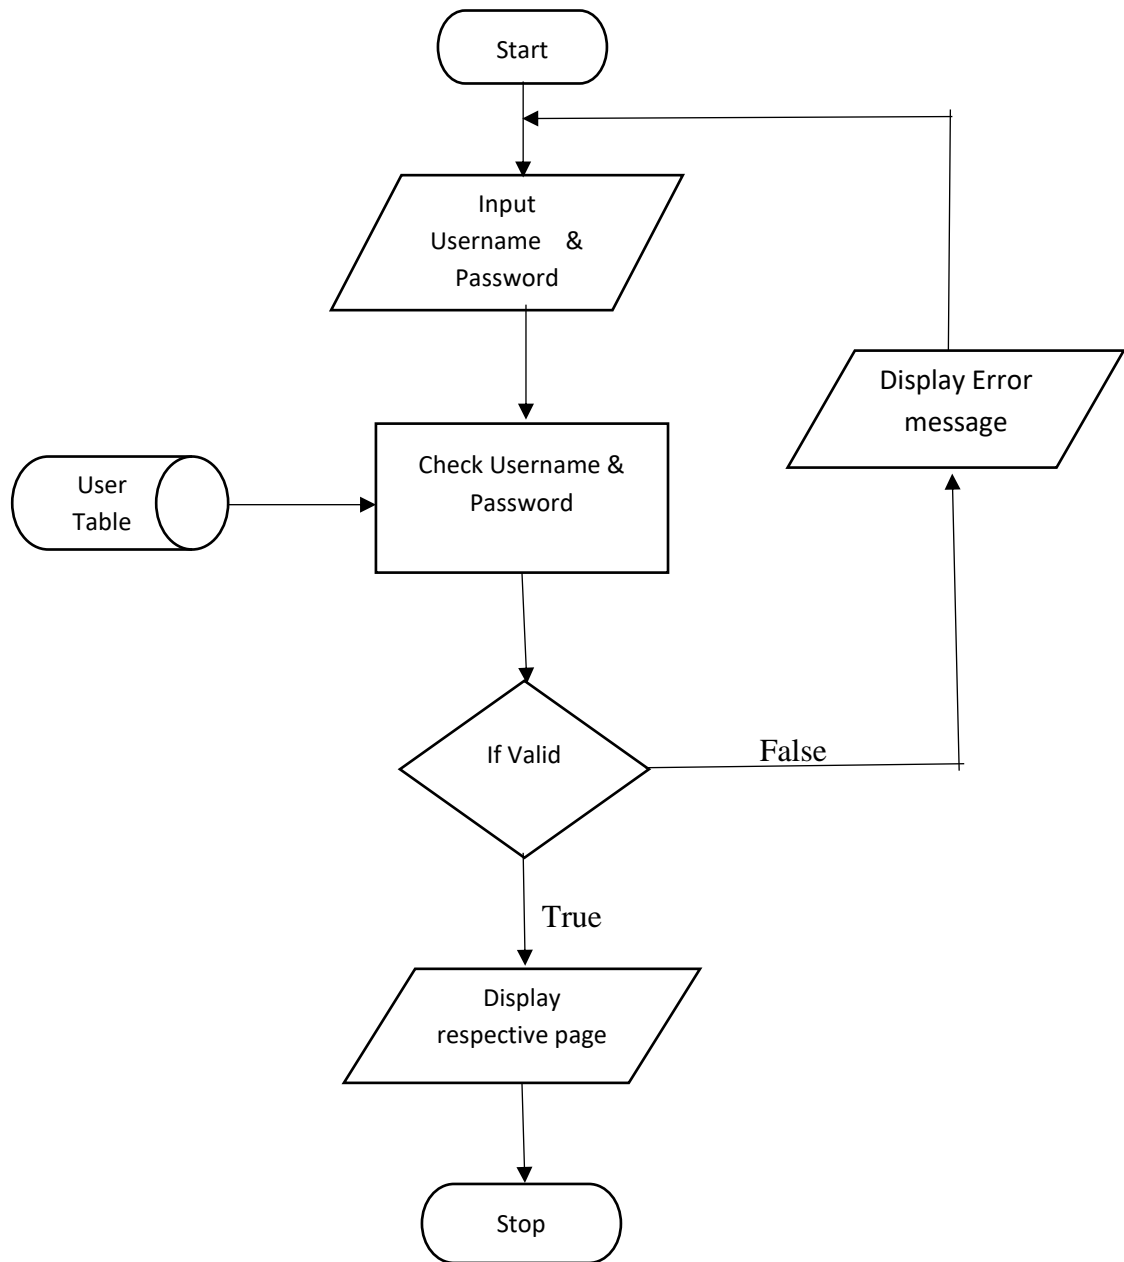 Start
Input
Username &
Password
Display Error
message
Check Username &
Password
User
Table
If Valid
False
True
Display
respective page
Stop